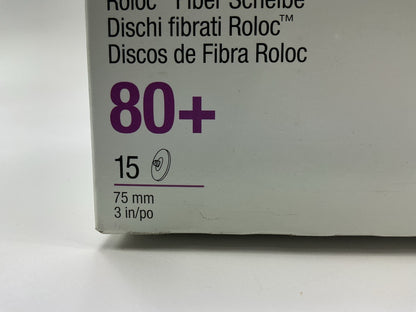 Roloc™ Fiber Scheibe
Dischi fibrati Roloc™
Discos de Fibra Roloc
80+
15
75 mm
3 in/po